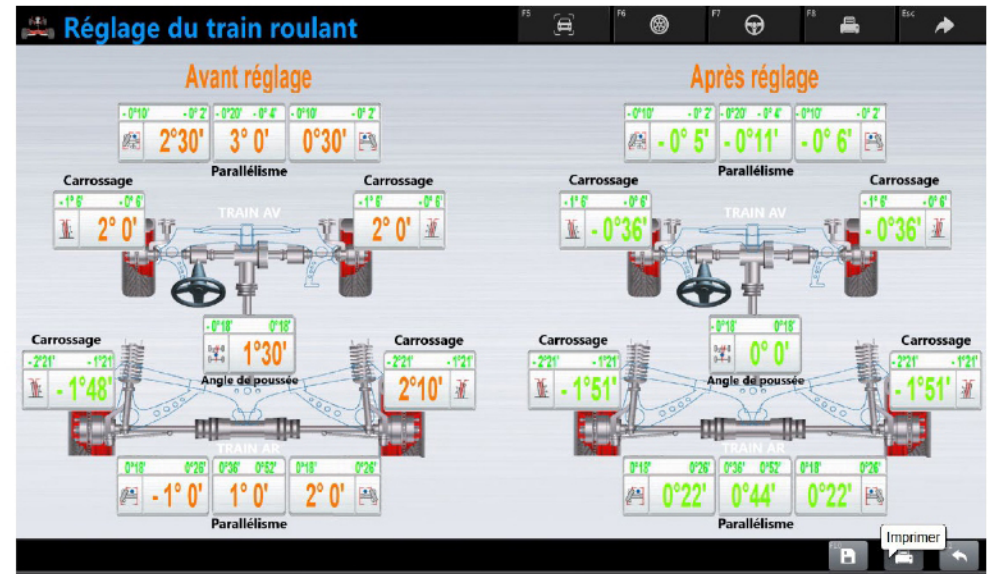 Réglage du train roulant
F5 F6 F7 F8 Esc
Avant réglage
- 0°10' - 0° 2' - 0°20' - 0° 4' - 0°10' - 0° 2'
2°30' 3° 0' 0°30'
Parallélisme
Carrossage Carrossage
- 1° 6' - 0° 6' - 1° 6' - 0° 6'
2° 0' 2° 0'
TRAIN AV
- 0°18' 0°18'
1°30'
Angle de poussée
Carrossage Carrossage
- 2°21' - 1°21' - 2°21' - 1°21'
- 1°48' 2°10'
TRAIN AR
0°18' 0°26' 0°36' 0°52' 0°18' 0°26'
- 1° 0' 1° 0' 2° 0'
Parallélisme
Après réglage
- 0°10' - 0° 2' - 0°20' - 0° 4' - 0°10' - 0° 2'
- 0° 5' - 0°11' - 0° 6'
Parallélisme
Carrossage Carrossage
- 1° 6' - 0° 6' - 1° 6' - 0° 6'
- 0°36' - 0°36'
TRAIN AV
- 0°18' 0°18'
0° 0'
Angle de poussée
Carrossage Carrossage
- 2°21' - 1°21' - 2°21' - 1°21'
- 1°51' - 1°51'
TRAIN AR
0°18' 0°26' 0°36' 0°52' 0°18' 0°26'
0°22' 0°44' 0°22'
Parallélisme
Imprimer